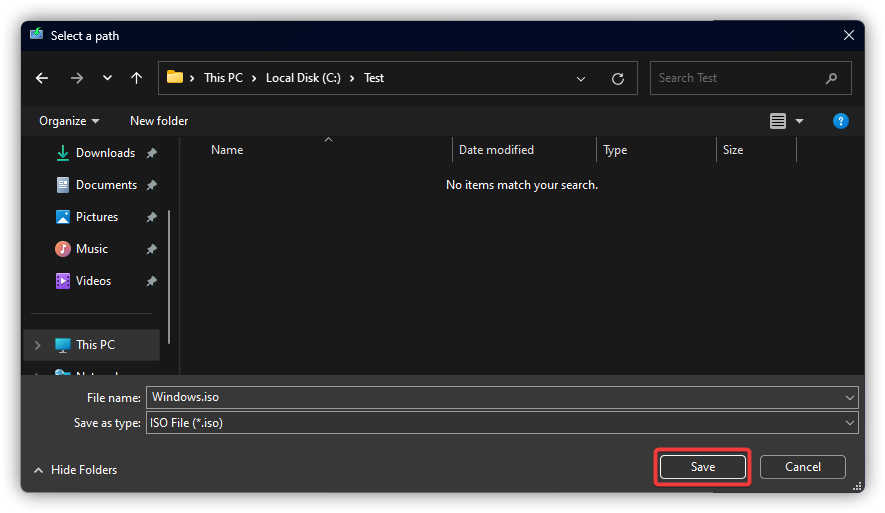 Select a path
This PC > Local Disk (C:) > Test
Search Test
Organize New folder
?
Name Date modified Type Size
Downloads
No items match your search.
Documents
Pictures
Music
Videos
This PC
File name: Windows.iso
Save as type: ISO File (*.iso)
Hide Folders
Save Cancel